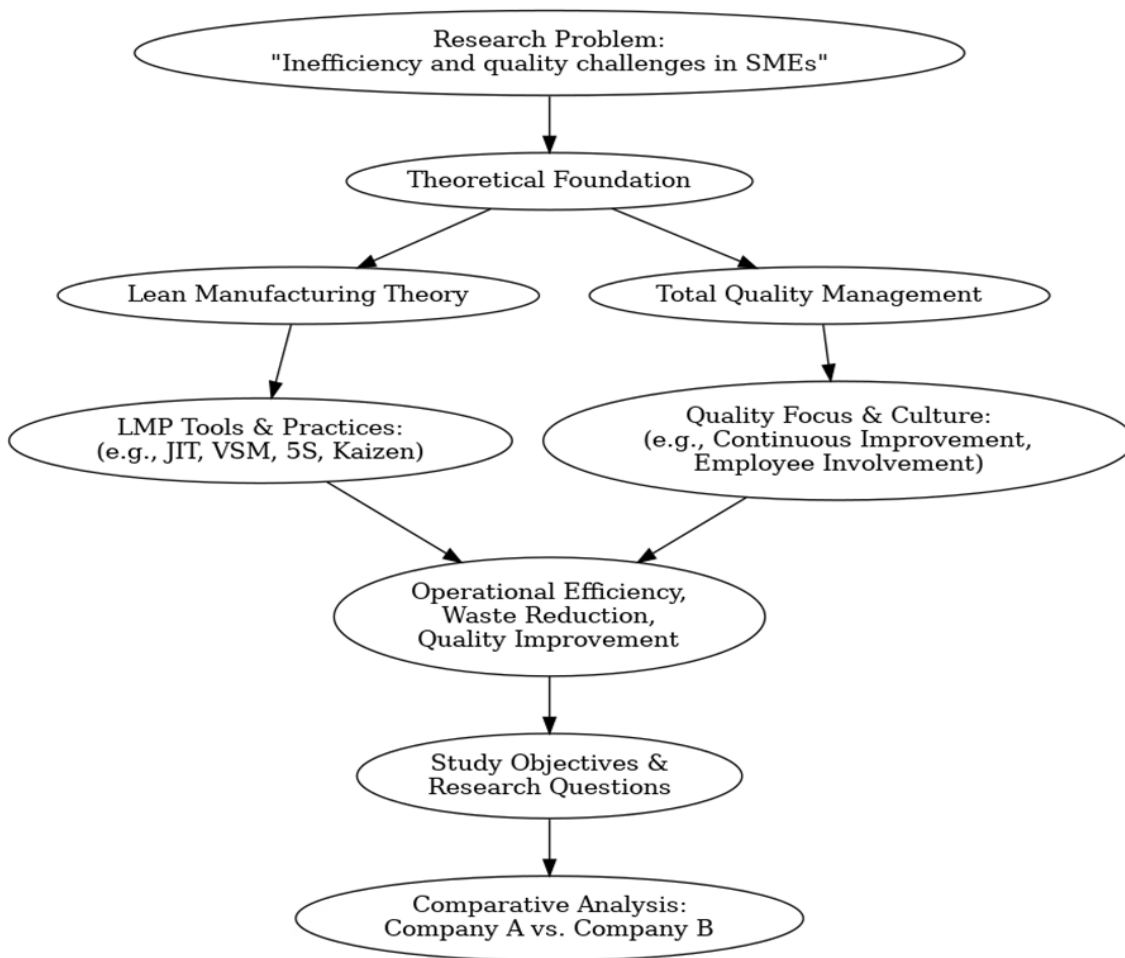 Research Problem:
"Inefficiency and quality challenges in SMEs"
Theoretical Foundation
Lean Manufacturing Theory
Total Quality Management
LMP Tools & Practices:
(e.g., JIT, VSM, 5S, Kaizen)
Quality Focus & Culture:
(e.g., Continuous Improvement,
Employee Involvement)
Operational Efficiency,
Waste Reduction,
Quality Improvement
Study Objectives &
Research Questions
Comparative Analysis:
Company A vs. Company B